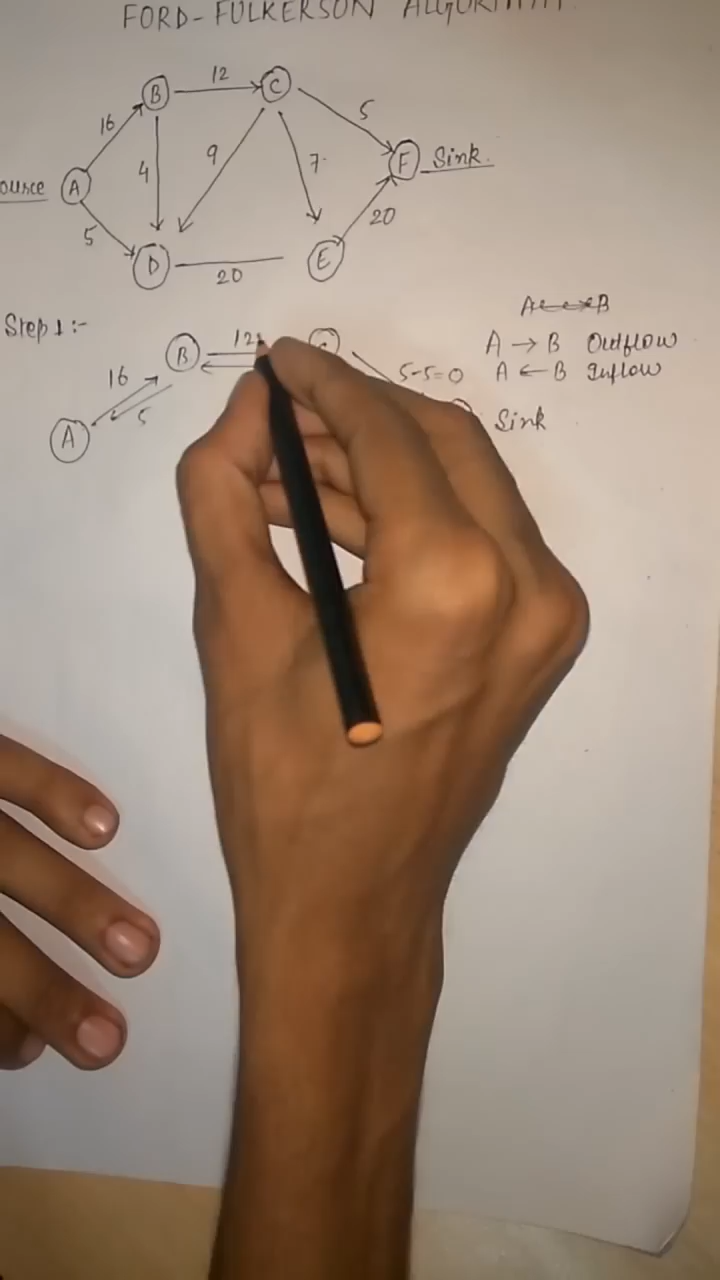 FORD-FULKERSON ALGORITHM
B 12 C
16 5
4 9 7
ource A F Sink.
5 20
D 20 E
A B
Step 1:-
B 12
A → B Outflow
16 5-5=0 A ← B Inflow
5
A Sink